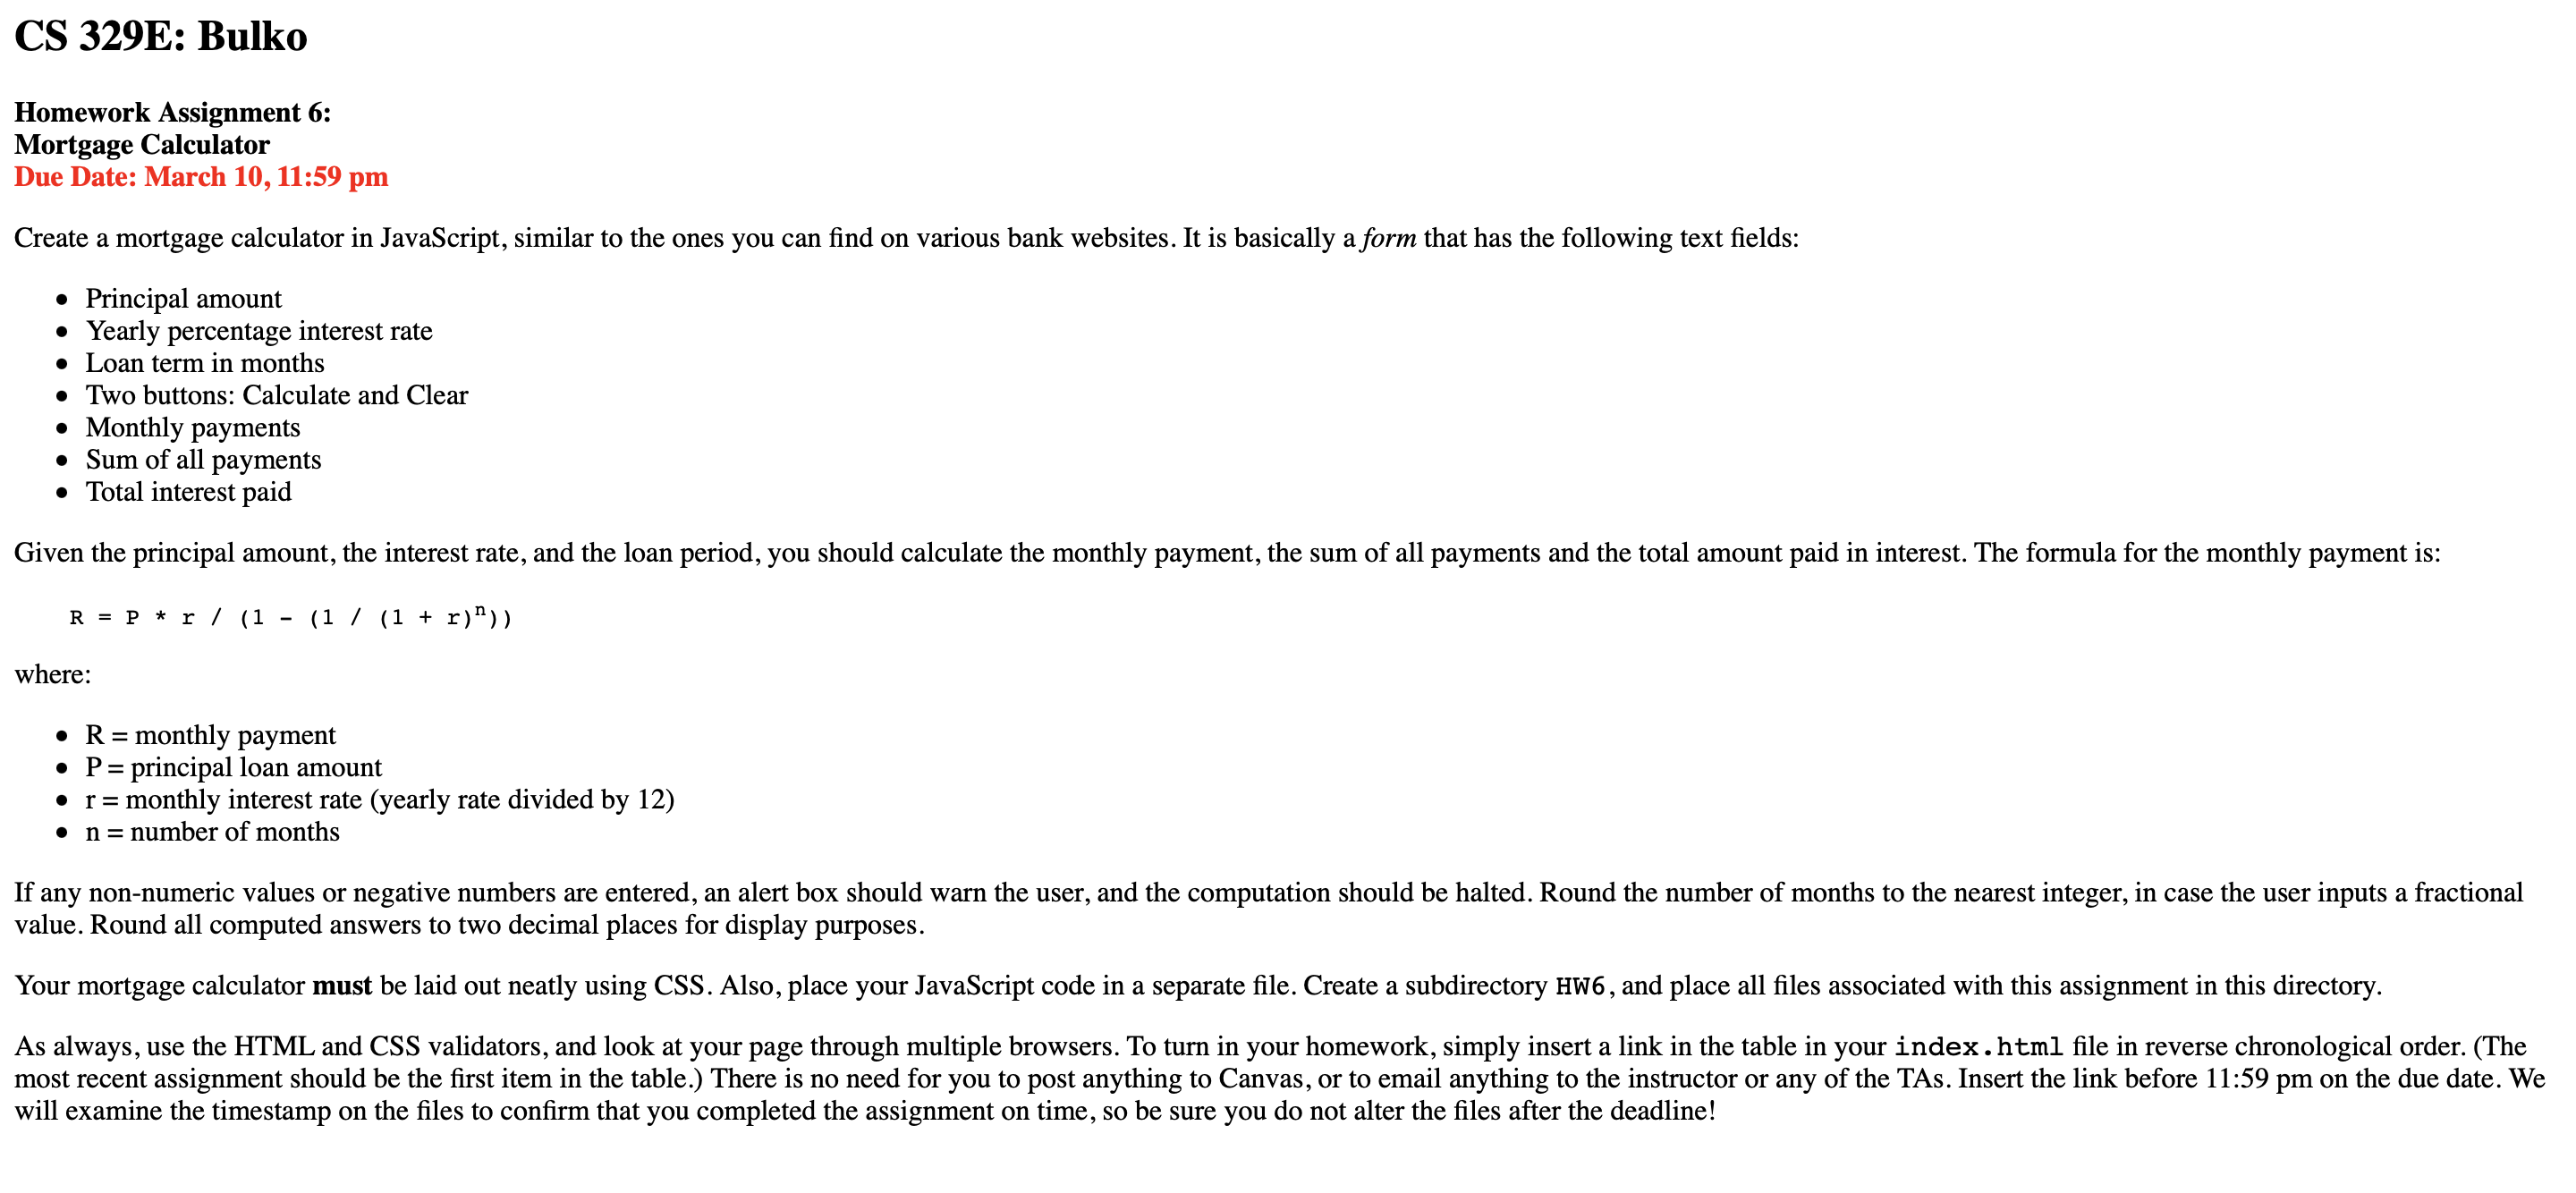 CS 329E: Bulko
Homework Assignment 6:
Mortgage Calculator
Due Date: March 10, 11:59 pm
Create a mortgage calculator in JavaScript, similar to the ones you can find on various bank websites. It is basically a form that has the following text fields:
• Principal amount
• Yearly percentage interest rate
• Loan term in months
• Two buttons: Calculate and Clear
• Monthly payments
• Sum of all payments
• Total interest paid
Given the principal amount, the interest rate, and the loan period, you should calculate the monthly payment, the sum of all payments and the total amount paid in interest. The formula for the monthly payment is:
R = P * r / (1 - (1 / (1 + r)ⁿ))
where:
• R = monthly payment
• P = principal loan amount
• r = monthly interest rate (yearly rate divided by 12)
• n = number of months
If any non-numeric values or negative numbers are entered, an alert box should warn the user, and the computation should be halted. Round the number of months to the nearest integer, in case the user inputs a fractional
value. Round all computed answers to two decimal places for display purposes.
Your mortgage calculator must be laid out neatly using CSS. Also, place your JavaScript code in a separate file. Create a subdirectory HW6, and place all files associated with this assignment in this directory.
As always, use the HTML and CSS validators, and look at your page through multiple browsers. To turn in your homework, simply insert a link in the table in your index.html file in reverse chronological order. (The
most recent assignment should be the first item in the table.) There is no need for you to post anything to Canvas, or to email anything to the instructor or any of the TAs. Insert the link before 11:59 pm on the due date. We
will examine the timestamp on the files to confirm that you completed the assignment on time, so be sure you do not alter the files after the deadline!